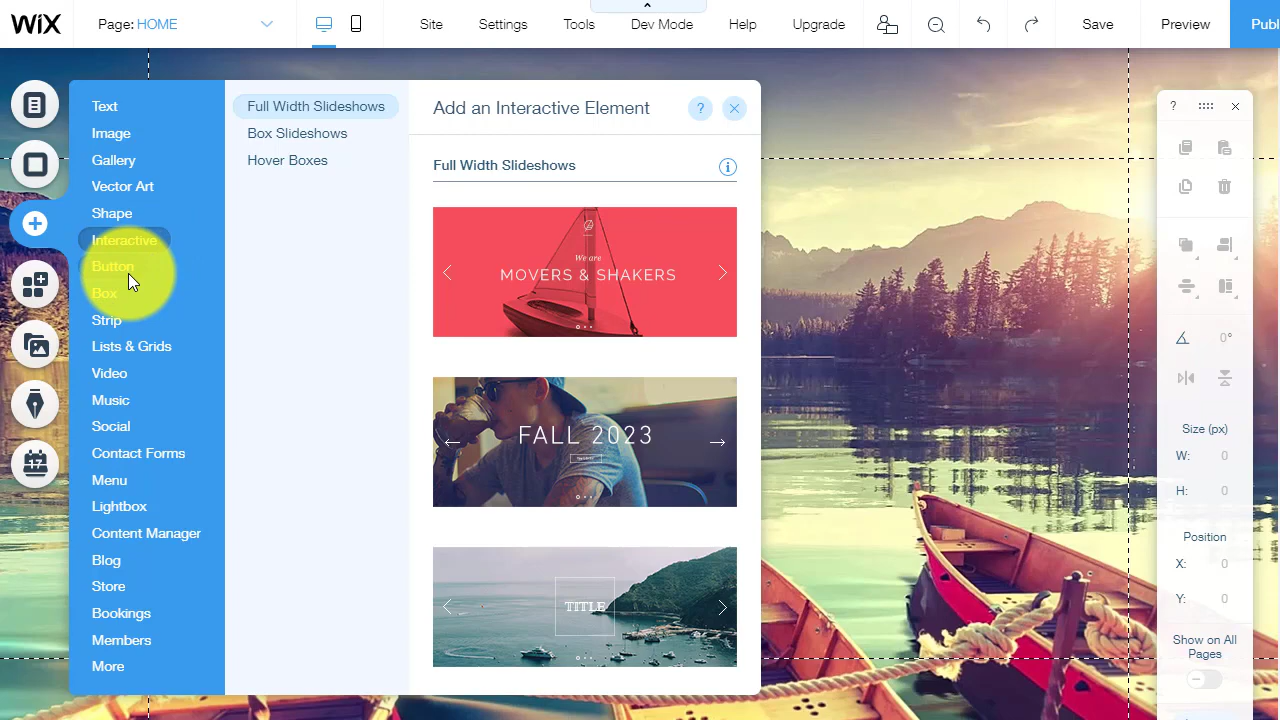 WiX
Page: HOME
Site
Settings
Tools
Dev Mode
Help
Upgrade
Save
Preview
Publ
Text
Image
Gallery
Vector Art
Shape
Interactive
Button
Box
Strip
Lists & Grids
Video
Music
Social
Contact Forms
Menu
Lightbox
Content Manager
Blog
Store
Bookings
Members
More
17
Full Width Slideshows
Box Slideshows
Hover Boxes
Add an Interactive Element
?
Full Width Slideshows
We are
MOVERS & SHAKERS
FALL 2023
TITLE
?
0°
Size (px)
W: 0
H: 0
Position
X: 0
Y: 0
Show on All
Pages